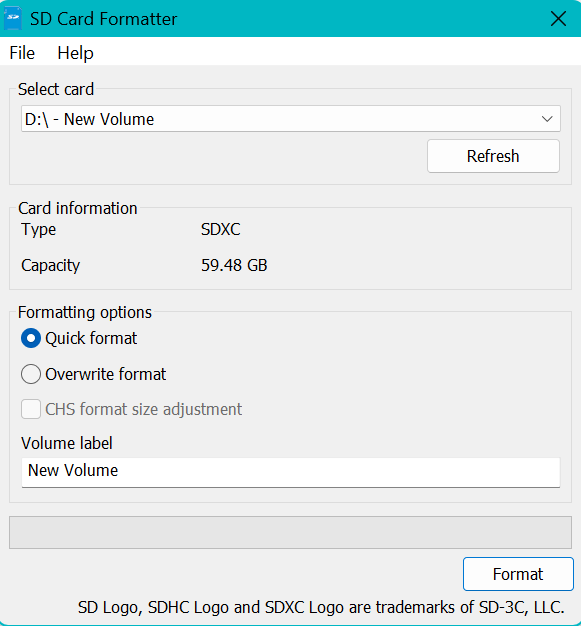 SD Card Formatter
File Help
Select card
D:\ - New Volume
Refresh
Card information
Type SDXC
Capacity 59.48 GB
Formatting options
Quick format
Overwrite format
CHS format size adjustment
Volume label
New Volume
Format
SD Logo, SDHC Logo and SDXC Logo are trademarks of SD-3C, LLC.